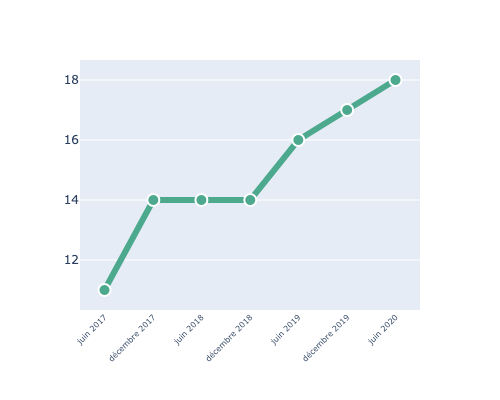 18
16
14
12
juin 2017
décembre 2017
juin 2018
décembre 2018
juin 2019
décembre 2019
juin 2020